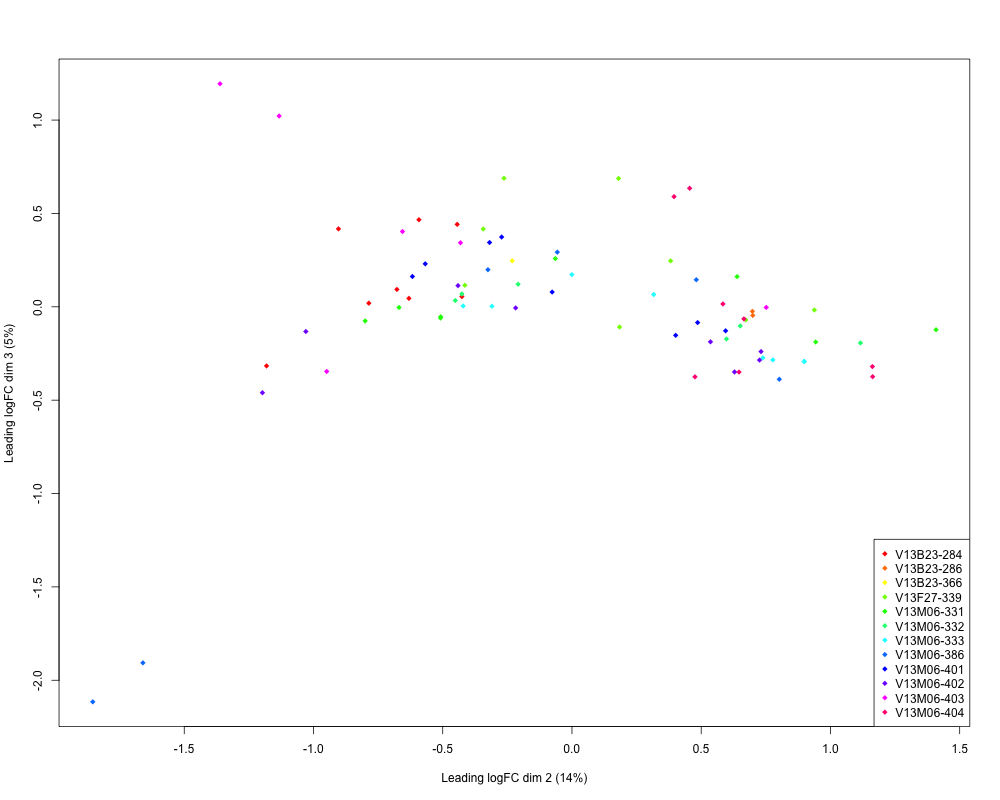 1.0
0.5
0.0
-0.5
-1.0
-1.5
-2.0
Leading logFC dim 3 (5%)
V13B23-284
V13B23-286
V13B23-366
V13F27-339
V13M06-331
V13M06-332
V13M06-333
V13M06-386
V13M06-401
V13M06-402
V13M06-403
V13M06-404
-1.5 -1.0 -0.5 0.0 0.5 1.0 1.5
Leading logFC dim 2 (14%)